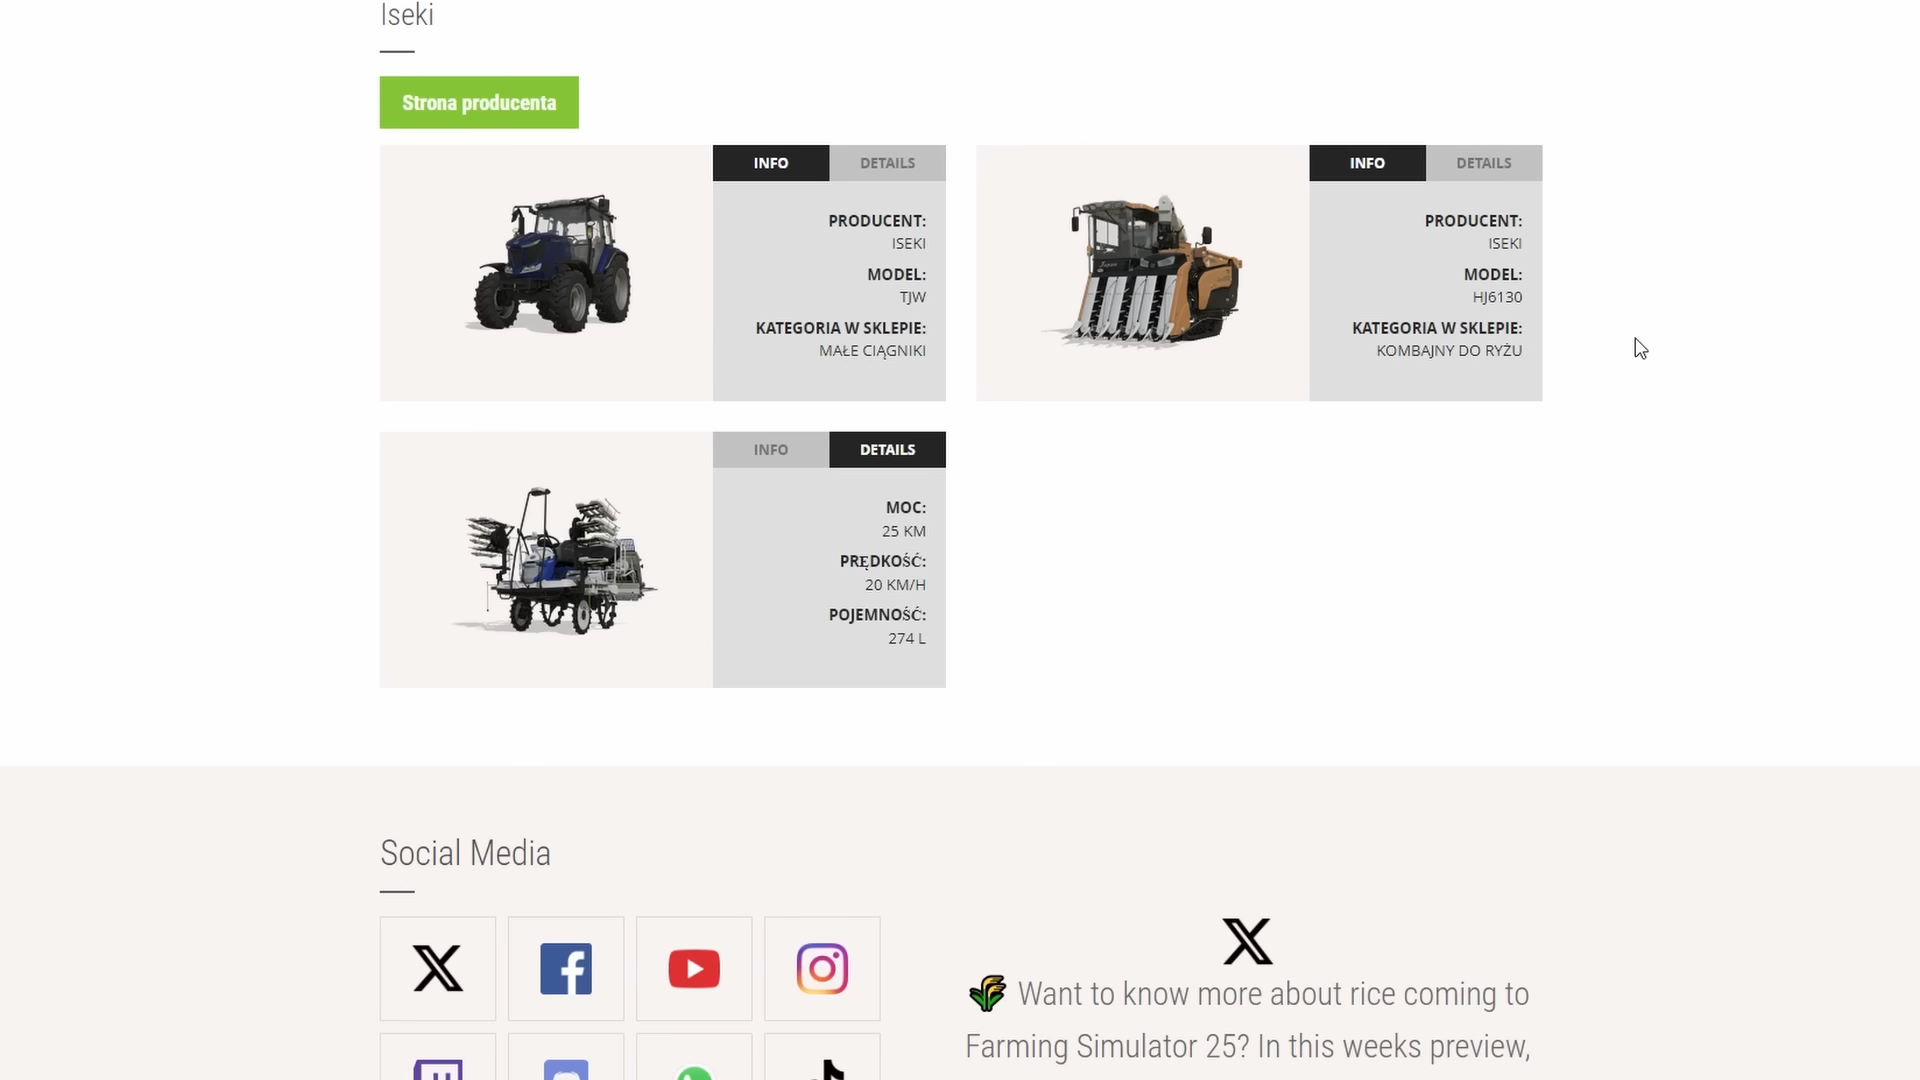 Iseki
Strona producenta
INFO
DETAILS
PRODUCENT:
ISEKI
MODEL:
TJW
KATEGORIA W SKLEPIE:
MAŁE CIĄGNIKI
INFO
DETAILS
PRODUCENT:
ISEKI
MODEL:
HJ6130
KATEGORIA W SKLEPIE:
KOMBAJNY DO RYŻU
INFO
DETAILS
MOC:
25 KM
PRĘDKOŚĆ:
20 KM/H
POJEMNOŚĆ:
274 L
Social Media
Want to know more about rice coming to
Farming Simulator 25? In this weeks preview,